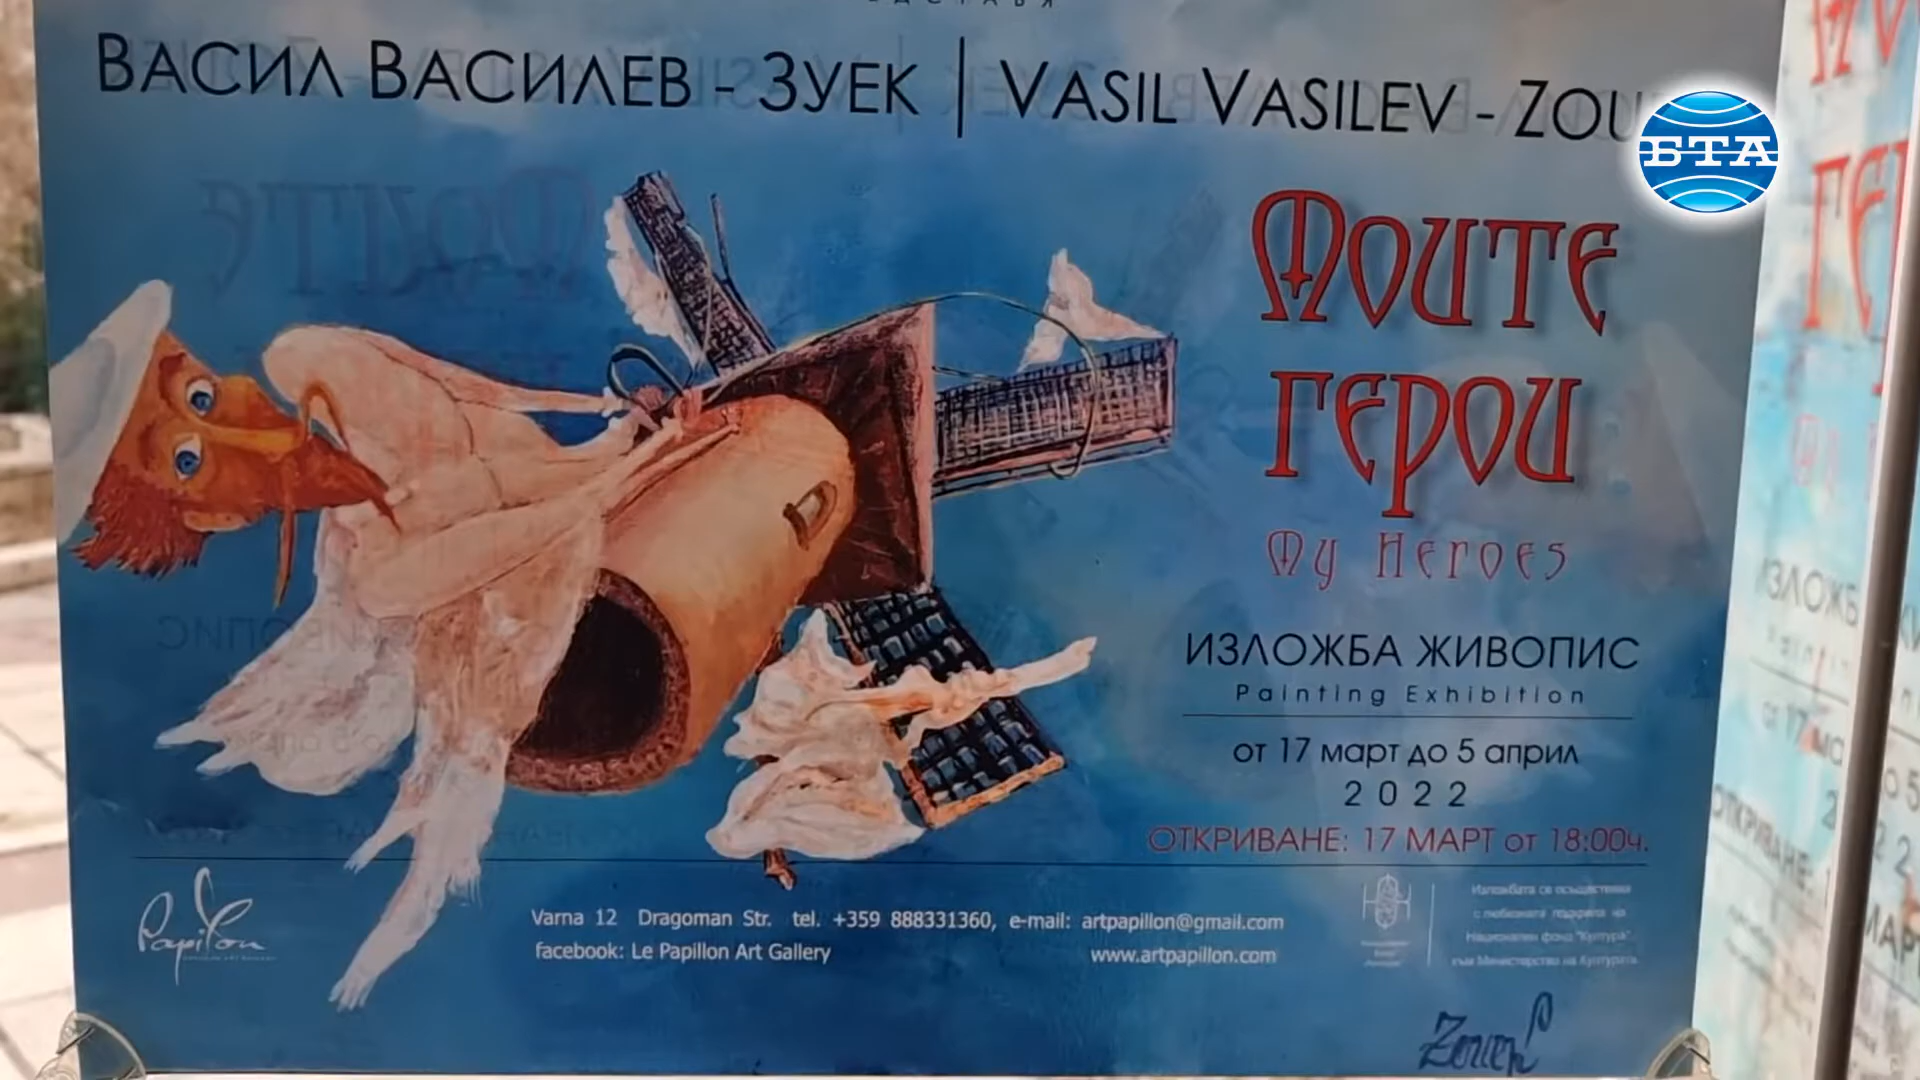 ВАСИЛ ВАСИЛЕВ - ЗУЕК | VASIL VASILEV - ZOU
БТА
Моите
герои
My Heroes
ИЗЛОЖБА ЖИВОПИС
Painting Exhibition
от 17 март до 5 април
2022
ОТКРИВАНЕ: 17 МАРТ от 18:00ч.
Papillon
Varna 12 Dragoman Str. tel. +359 888331360, e-mail: artpapillon@gmail.com
facebook: Le Papillon Art Gallery www.artpapillon.com
Изложбата се осъществява
с любезната подкрепа на
Национален фонд "Култура"
към Министерство на Културата
Zouek